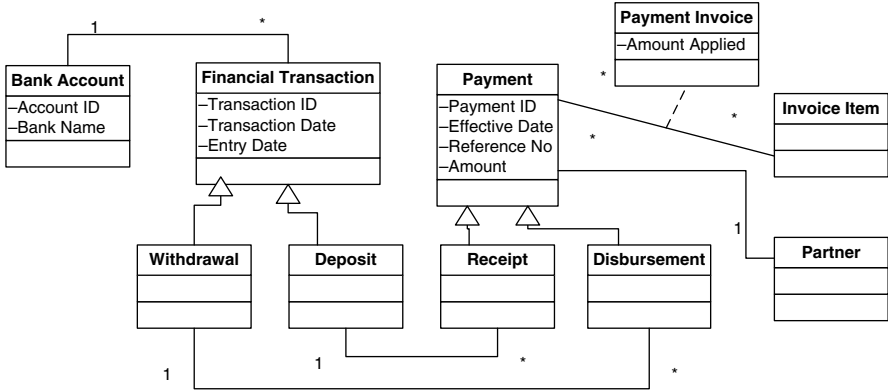 Payment Invoice
–Amount Applied
1
*
Bank Account
–Account ID
–Bank Name
Financial Transaction
–Transaction ID
–Transaction Date
–Entry Date
Payment
–Payment ID
–Effective Date
–Reference No
–Amount
*
*
*
Invoice Item
1
Partner
Withdrawal
Deposit
Receipt
Disbursement
1
*
1
*